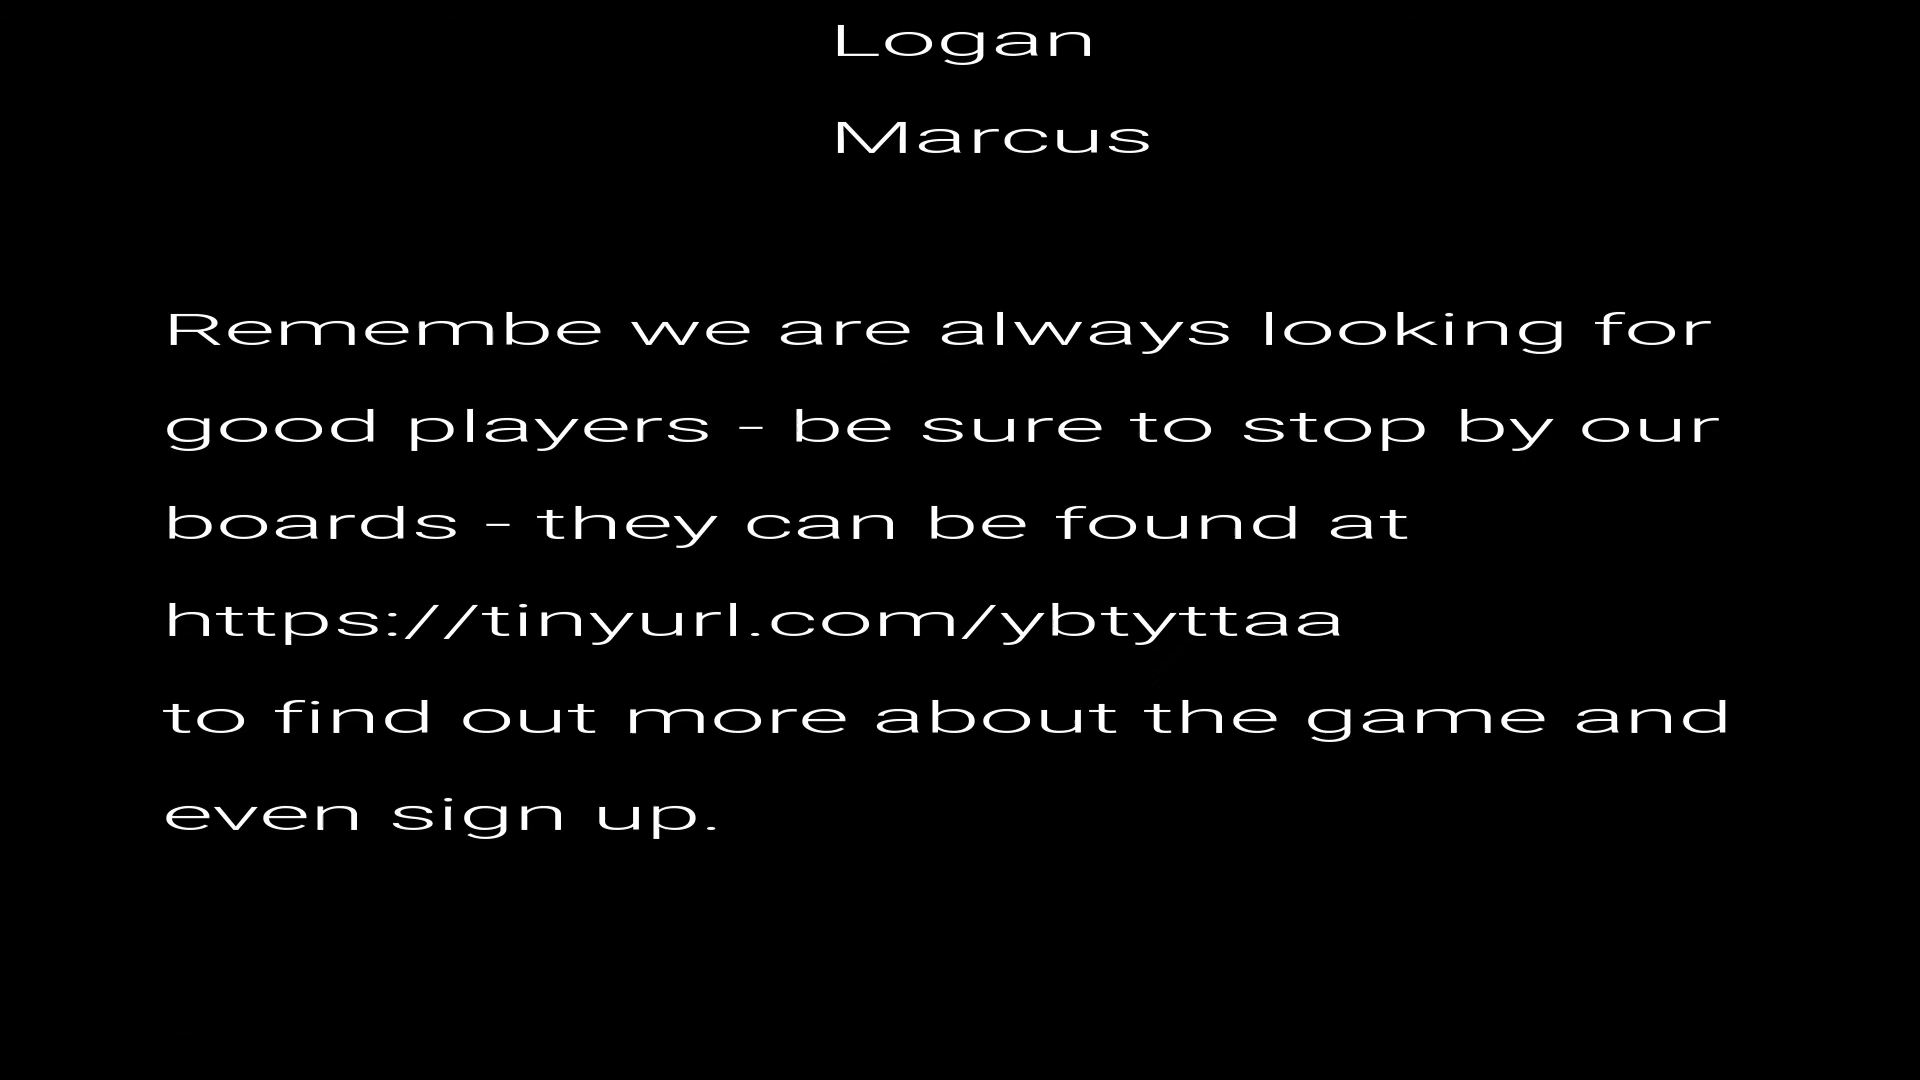 Logan
Marcus
Remembe we are always looking for
good players - be sure to stop by our
boards - they can be found at
https://tinyurl.com/ybtyttaa
to find out more about the game and
even sign up.